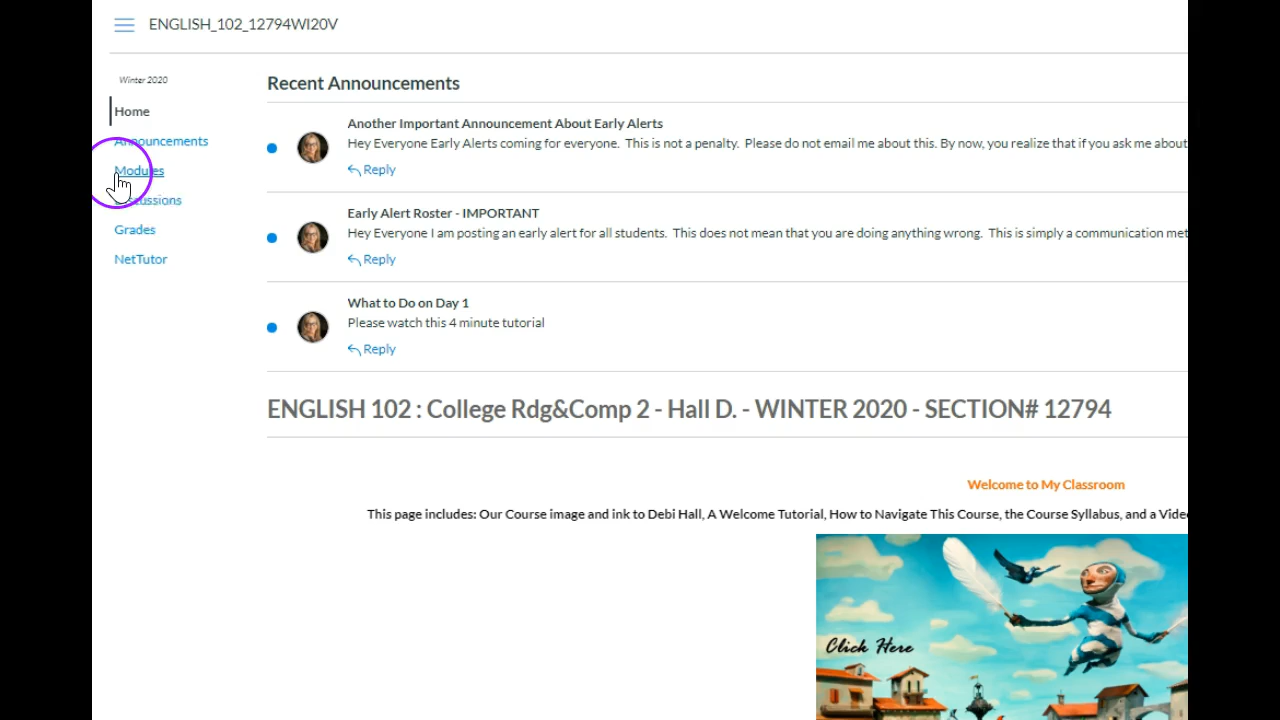 ENGLISH_102_12794WI20V
Winter 2020
Home
Announcements
Modules
Discussions
Grades
NetTutor
Recent Announcements
Another Important Announcement About Early Alerts
Hey Everyone Early Alerts coming for everyone. This is not a penalty. Please do not email me about this. By now, you realize that if you ask me about
Reply
Early Alert Roster - IMPORTANT
Hey Everyone I am posting an early alert for all students. This does not mean that you are doing anything wrong. This is simply a communication met
Reply
What to Do on Day 1
Please watch this 4 minute tutorial
Reply
ENGLISH 102 : College Rdg&Comp 2 - Hall D. - WINTER 2020 - SECTION# 12794
Welcome to My Classroom
This page includes: Our Course image and ink to Debi Hall, A Welcome Tutorial, How to Navigate This Course, the Course Syllabus, and a Vide
Click Here